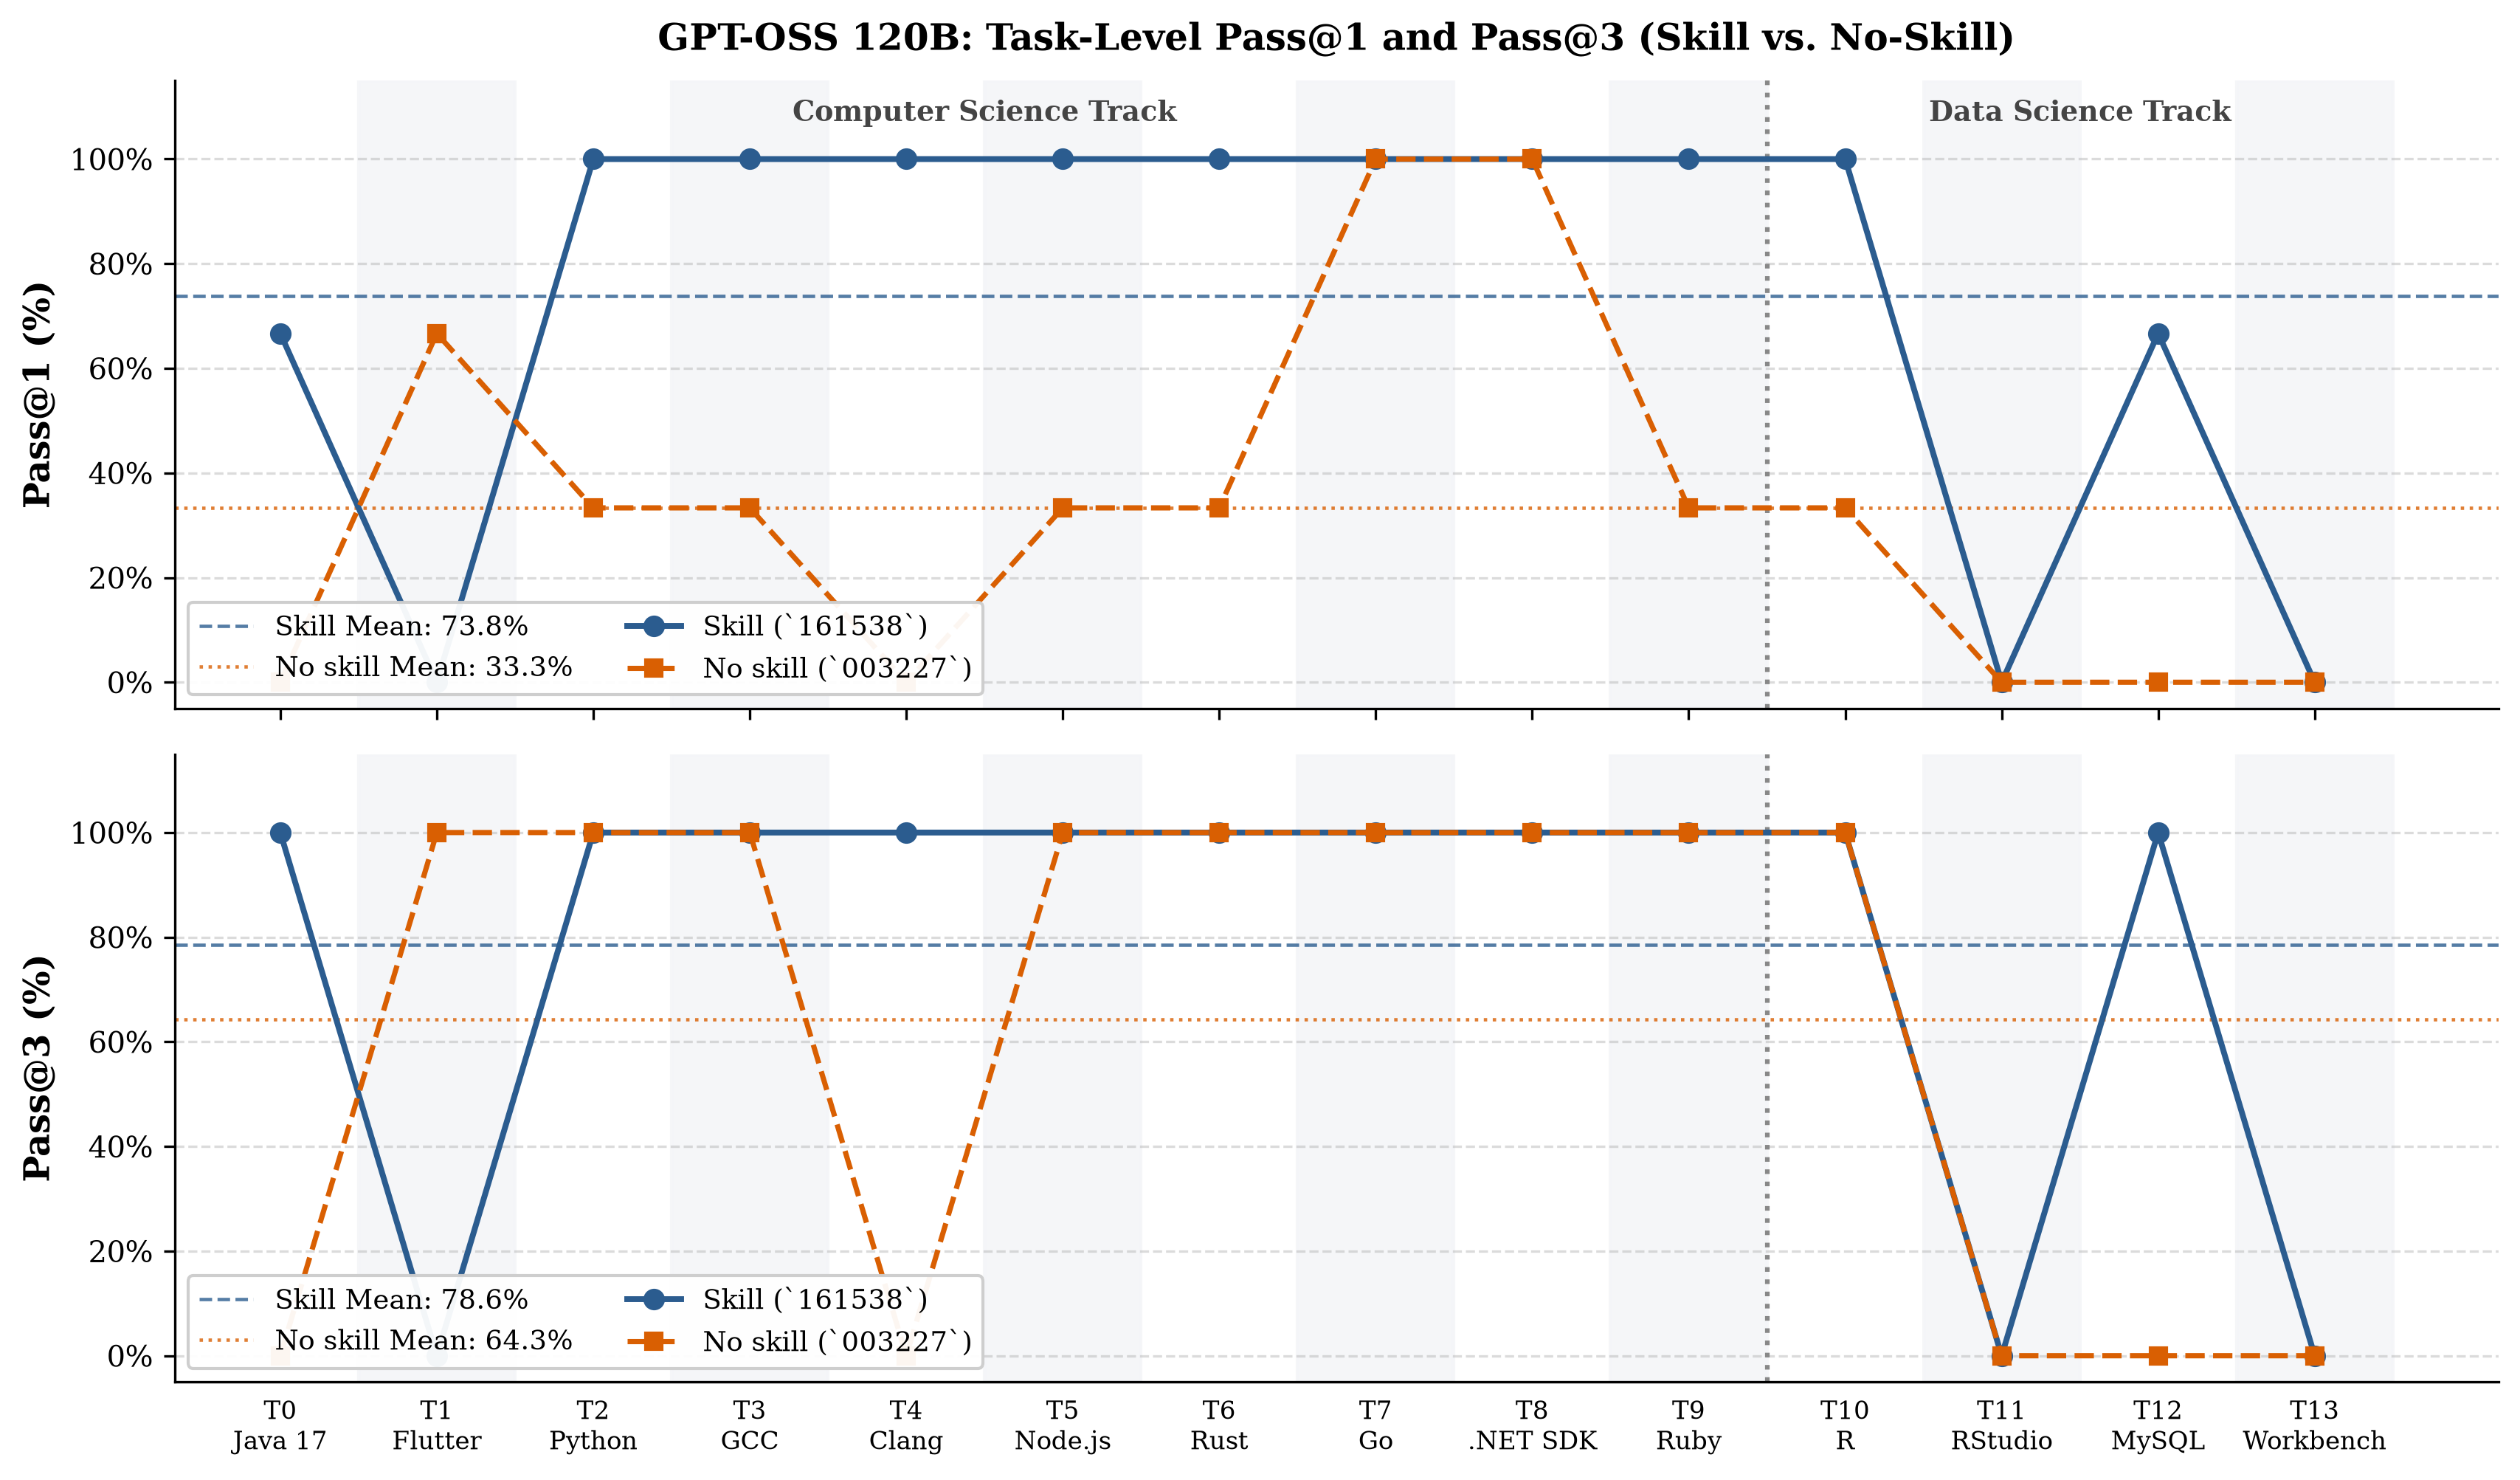 GPT-OSS 120B: Task-Level Pass@1 and Pass@3 (Skill vs. No-Skill)
Computer Science Track
Data Science Track
Pass@1 (%)
100%
80%
60%
40%
20%
0%
Skill Mean: 73.8%
No skill Mean: 33.3%
Skill (`161538`)
No skill (`003227`)
Pass@3 (%)
100%
80%
60%
40%
20%
0%
Skill Mean: 78.6%
No skill Mean: 64.3%
Skill (`161538`)
No skill (`003227`)
T0
Java 17
T1
Flutter
T2
Python
T3
GCC
T4
Clang
T5
Node.js
T6
Rust
T7
Go
T8
.NET SDK
T9
Ruby
T10
R
T11
RStudio
T12
MySQL
T13
Workbench